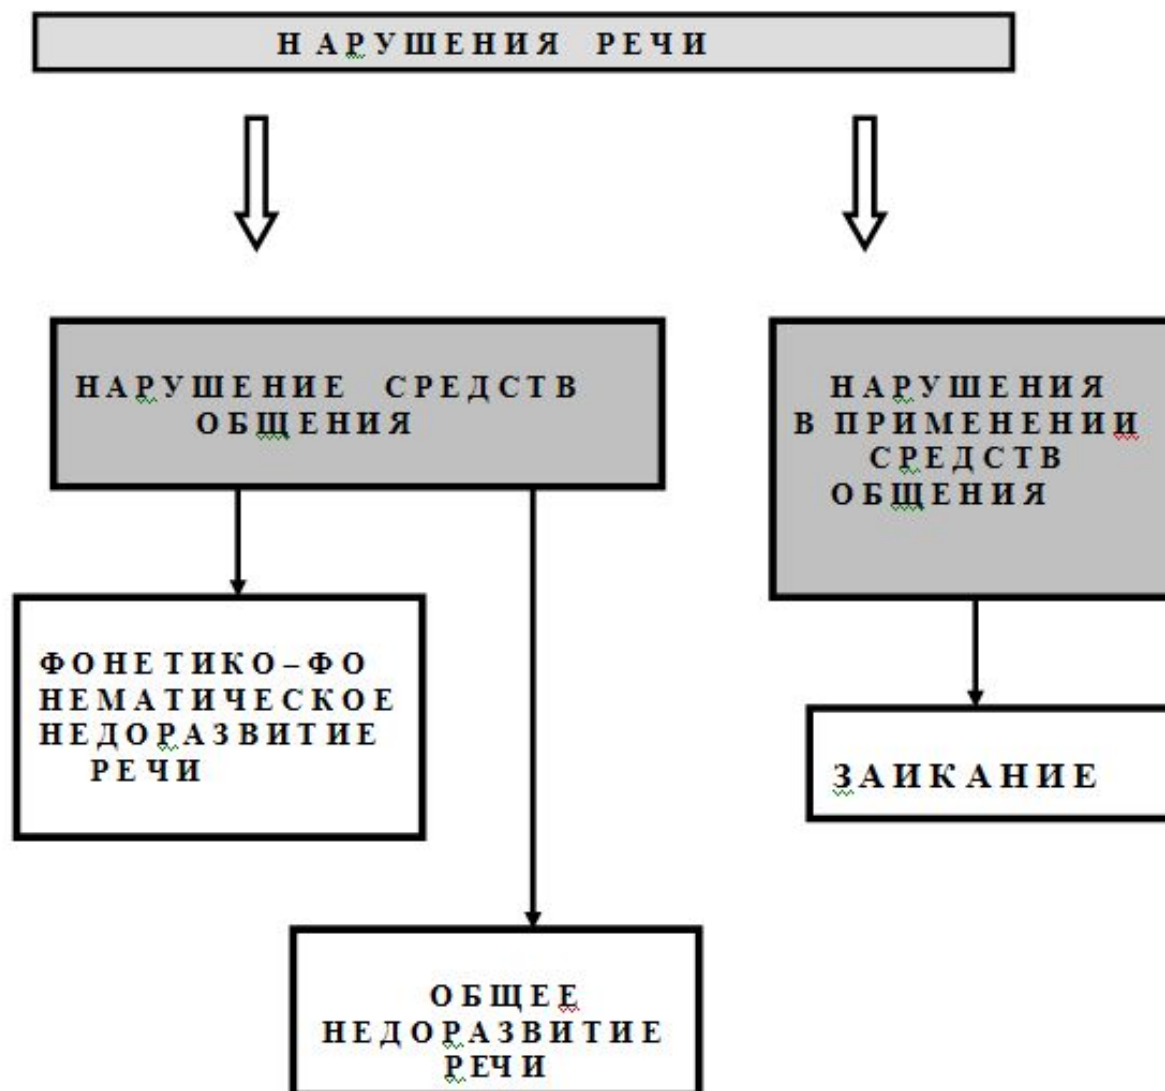 НАРУШЕНИЯ РЕЧИ
НАРУШЕНИЕ СРЕДСТВ
ОБЩЕНИЯ
НАРУШЕНИЯ
В ПРИМЕНЕНИИ
СРЕДСТВ
ОБЩЕНИЯ
ФОНЕТИКО–ФО
НЕМАТИЧЕСКОЕ
НЕДОРАЗВИТИЕ
РЕЧИ
ЗАИКАНИЕ
ОБЩЕЕ
НЕДОРАЗВИТИЕ
РЕЧИ